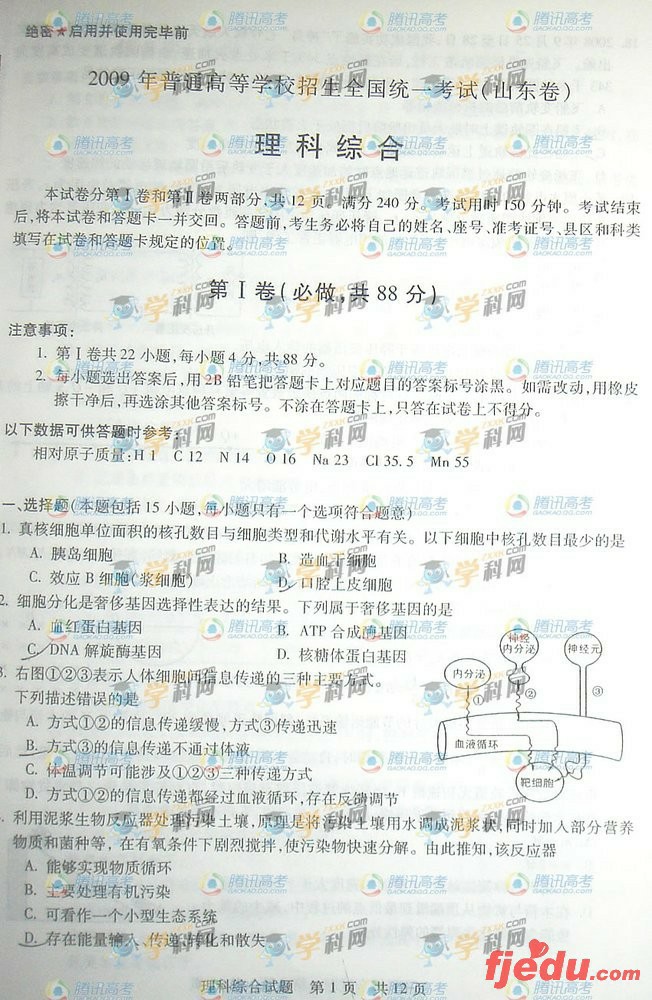 绝密★启用并使用完毕前
2009 年普通高等学校招生全国统一考试(山东卷)
理科综合
本试卷分第Ⅰ卷和第Ⅱ卷两部分,共 12 页。满分 240 分。考试用时 150 分钟。考试结束
后,将本试卷和答题卡一并交回。答题前,考生务必将自己的姓名、座号、准考证号、县区和科类
填写在试卷和答题卡规定的位置。
第Ⅰ卷(必做,共 88 分)
注意事项:
1. 第Ⅰ卷共 22 小题,每小题 4 分,共 88 分。
2. 每小题选出答案后,用 2B 铅笔把答题卡上对应题目的答案标号涂黑。如需改动,用橡皮
擦干净后,再选涂其他答案标号。不涂在答题卡上,只答在试卷上不得分。
以下数据可供答题时参考:
相对原子质量:H 1 C 12 N 14 O 16 Na 23 Cl 35.5 Mn 55
一、选择题(本题包括 15 小题,每小题只有一个选项符合题意)
1. 真核细胞单位面积的核孔数目与细胞类型和代谢水平有关。以下细胞中核孔数目最少的是
A. 胰岛细胞 B. 造血干细胞
C. 效应 B 细胞(浆细胞) D. 口腔上皮细胞
2. 细胞分化是奢侈基因选择性表达的结果。下列属于奢侈基因的是
A. 血红蛋白基因 B. ATP 合成酶基因
C. DNA 解旋酶基因 D. 核糖体蛋白基因
3. 右图①②③表示人体细胞间信息传递的三种主要方式。
下列描述错误的是
A. 方式①②的信息传递缓慢,方式③传递迅速
B. 方式③的信息传递不通过体液
C. 体温调节可能涉及①②③三种传递方式
D. 方式①②的信息传递都经过血液循环,存在反馈调节
内分泌
神经
内分泌
神经元
①
②
③
血液循环
靶细胞
利用泥浆生物反应器处理污染土壤,原理是将污染土壤用水调成泥浆状,同时加入部分营养
物质和菌种等,在有氧条件下剧烈搅拌,使污染物快速分解。由此推知,该反应器
A. 能够实现物质循环
B. 主要处理有机污染
C. 可看作一个小型生态系统
D. 存在能量输入、传递、转化和散失
理科综合试题 第 1 页 共 12 页
fjedu.com
腾讯高考
GAOKAO.QQ.COM
学科网
ZXXK.COM